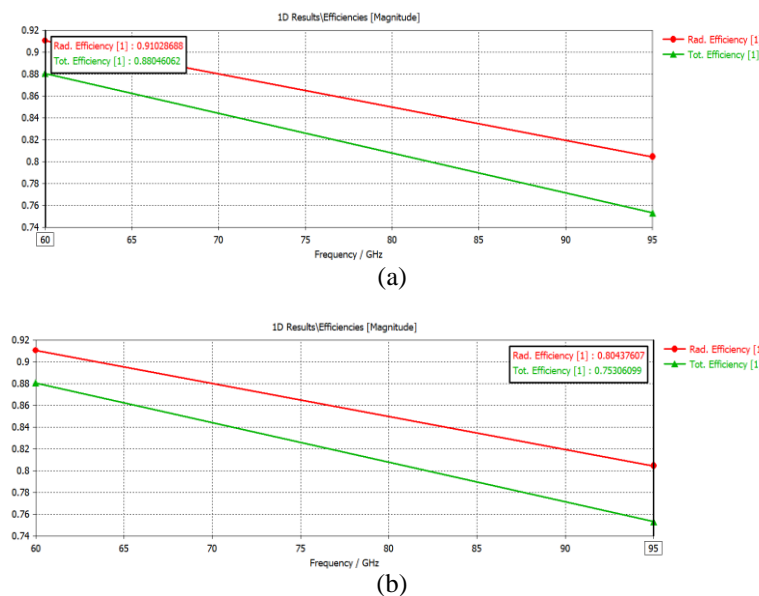 1D Results\Efficiencies [Magnitude]
0.92
0.9
0.88
0.86
0.84
0.82
0.8
0.78
0.76
0.74
Rad. Efficiency [1] : 0.91028688
Tot. Efficiency [1] : 0.88046062
Rad. Efficiency [1
Tot. Efficiency [1]
60 65 70 75 80 85 90 95
Frequency / GHz
(a)
1D Results\Efficiencies [Magnitude]
0.92
0.9
0.88
0.86
0.84
0.82
0.8
0.78
0.76
0.74
Rad. Efficiency [1] : 0.80437607
Tot. Efficiency [1] : 0.75306099
Rad. Efficiency [1
Tot. Efficiency [1
60 65 70 75 80 85 90 95
Frequency / GHz
(b)